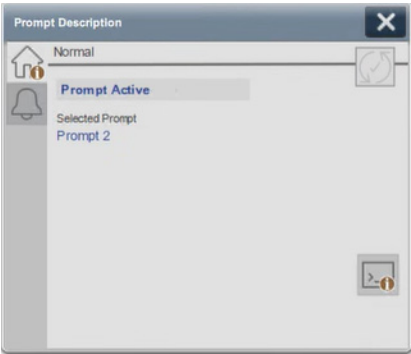 Prompt Description
Normal
Prompt Active
Selected Prompt
Prompt 2